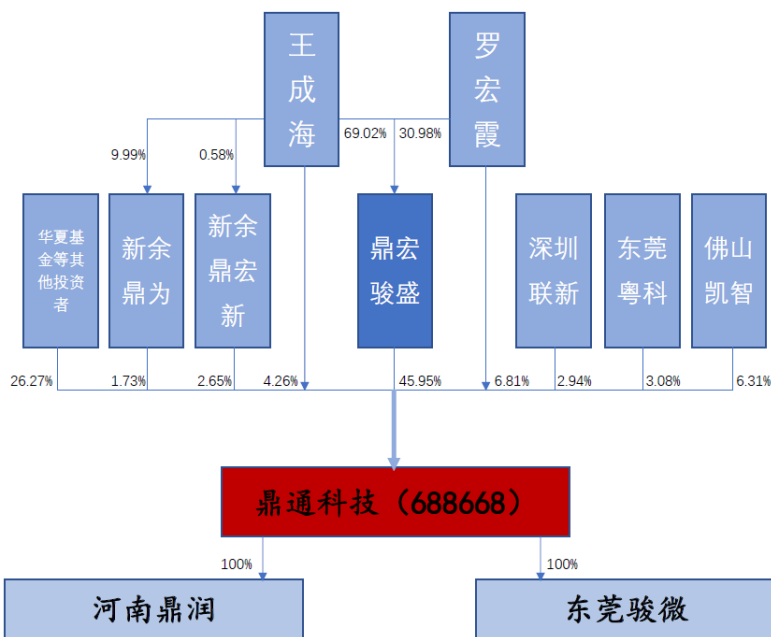 王
成
海
罗
宏
霞
69.02%
30.98%
9.99%
0.58%
华夏基
金等其
他投资
者
新余
鼎为
新余
鼎宏
新
鼎宏
骏盛
深圳
联新
东莞
粤科
佛山
凯智
26.27%
1.73%
2.65%
4.26%
45.95%
6.81%
2.94%
3.08%
6.31%
鼎通科技（688668）
100%
100%
河南鼎润
东莞骏微